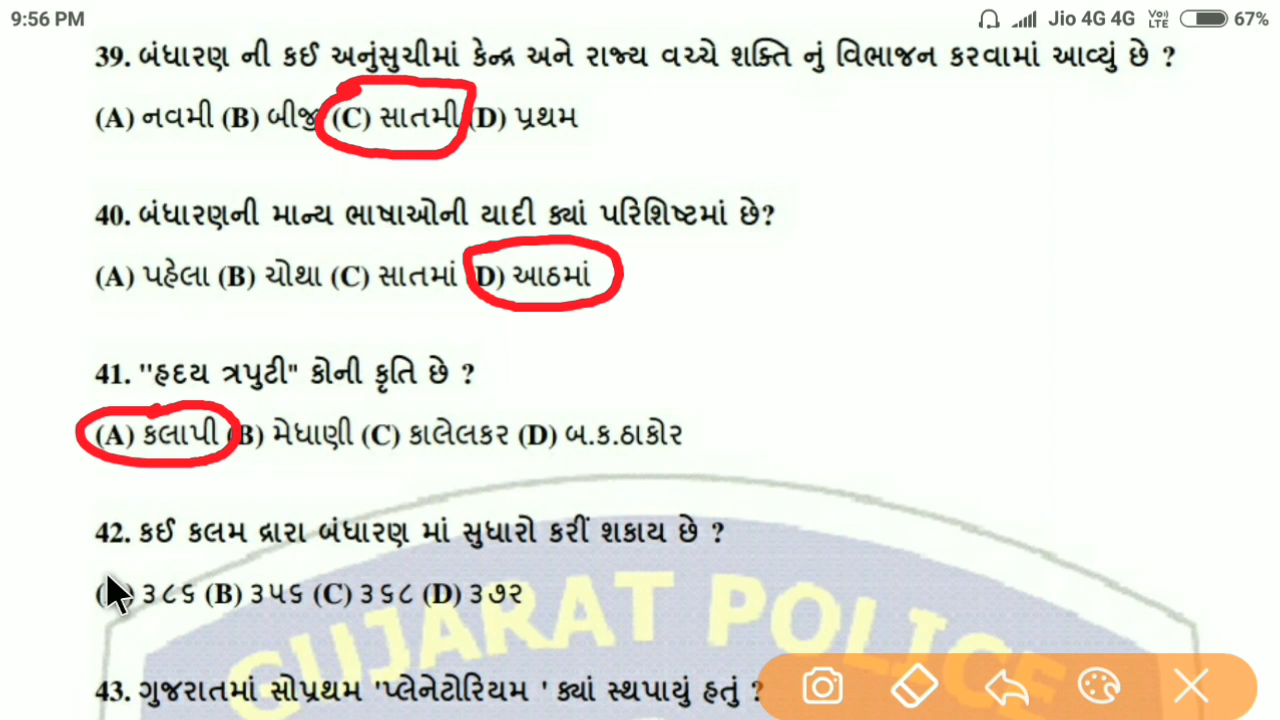 9:56 PM Jio 4G 4G VoD LTE 67%
39. બંધારણ ની કઈ અનુંસુચીમાં કેન્દ્ર અને રાજ્ય વચ્ચે શક્તિ નું વિભાજન કરવામાં આવ્યું છે ?
(A) નવમી (B) બીજી (C) સાતમી (D) પ્રથમ
40. બંધારણની માન્ય ભાષાઓની યાદી ક્યાં પરિશિષ્ટમાં છે?
(A) પહેલા (B) ચોથા (C) સાતમાં (D) આઠમાં
41. "હૃદય ત્રપુટી" કોની કૃતિ છે ?
(A) કલાપી (B) મેઘાણી (C) કાલેલકર (D) બ.ક.ઠાકોર
42. કઈ કલમ દ્રારા બંધારણ માં સુધારો કરીં શકાય છે ?
૩૮૬ (B) ૩૫૬ (C) ૩૬૮ (D) ૩૭૨
GUJARAT POLICE
43. ગુજરાતમાં સોપ્રથમ 'પ્લેનેટોરિયમ ' ક્યાં સ્થપાયું હતું ?